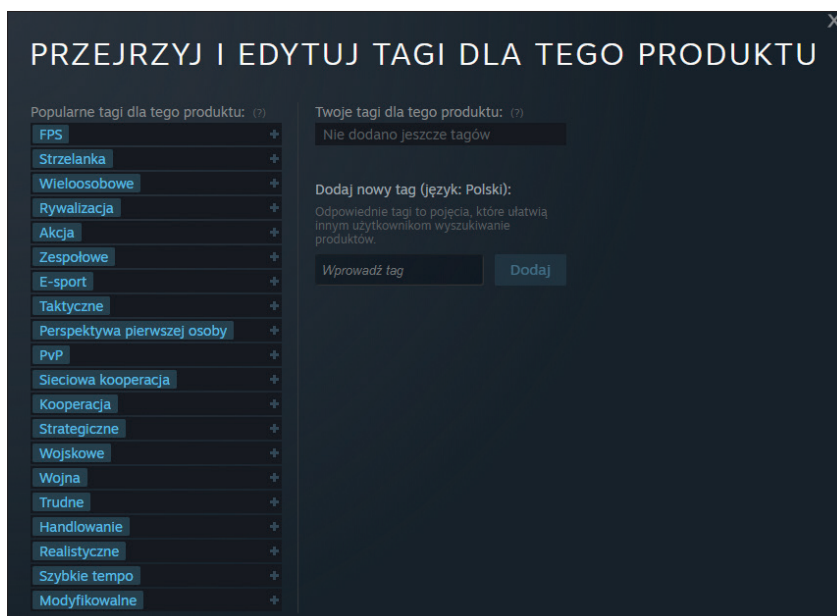 X
PRZEJRZYJ I EDYTUJ TAGI DLA TEGO PRODUKTU
Popularne tagi dla tego produktu: (?)
FPS +
Strzelanka +
Wieloosobowe +
Rywalizacja +
Akcja +
Zespołowe +
E-sport +
Taktyczne +
Perspektywa pierwszej osoby +
PvP +
Sieciowa kooperacja +
Kooperacja +
Strategiczne +
Wojskowe +
Wojna +
Trudne +
Handlowanie +
Realistyczne +
Szybkie tempo +
Modyfikowalne +
Twoje tagi dla tego produktu: (?)
Nie dodano jeszcze tagów
Dodaj nowy tag (język: Polski):
Odpowiednie tagi to pojęcia, które ułatwią
innym użytkownikom wyszukiwanie
produktów.
Wprowadź tag
Dodaj